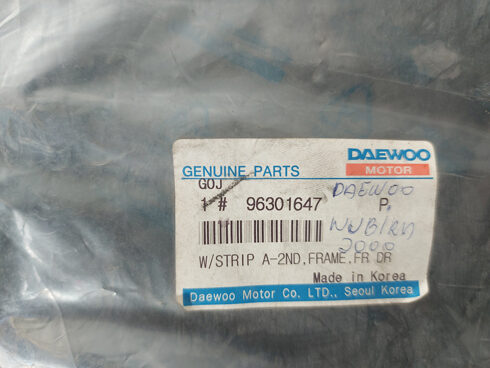 DAEWOO
GENUINE PARTS MOTOR
GOJ
1 # 96301647 P.
DAEWOO
NUBIRA
2000
W/STRIP A-2ND,FRAME,FR DR
Made in Korea
Daewoo Motor Co. LTD., Seoul Korea